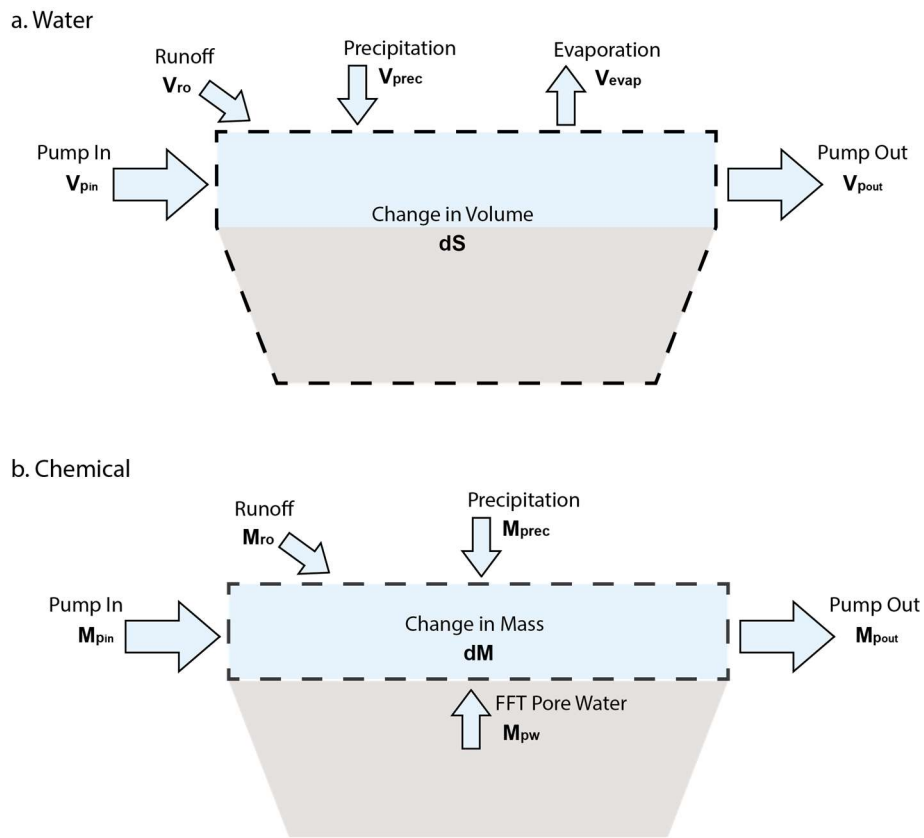 a. Water
Runoff
Vro
Precipitation
Vprec
Evaporation
Vevap
Pump In
Vpin
Pump Out
Vpout
Change in Volume
dS
b. Chemical
Runoff
Mro
Precipitation
Mprec
Pump In
Mpin
Pump Out
Mpout
Change in Mass
dM
FFT Pore Water
Mpw